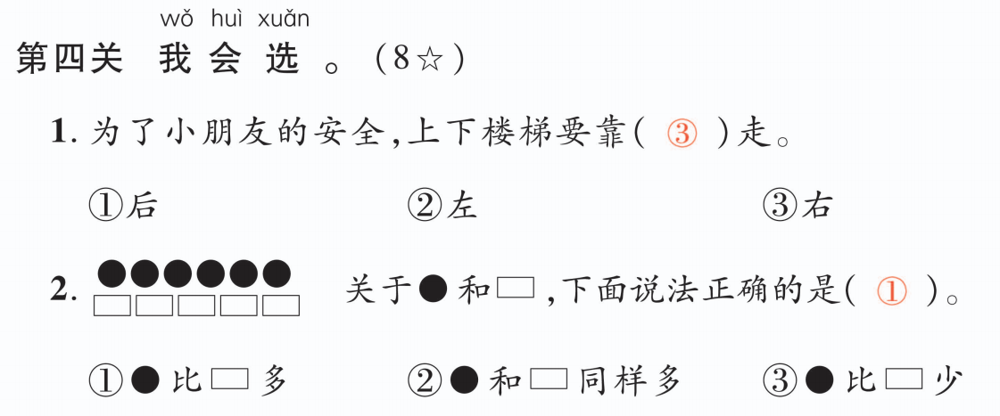 wǒ huì xuǎn
第四关 我会选。(8☆)
1. 为了小朋友的安全,上下楼梯要靠( ③ )走。
①后 ②左 ③右
2. ●●●●●● □□□□□ 关于●和□,下面说法正确的是( ① )。
①●比□多 ②●和□同样多 ③●比□少